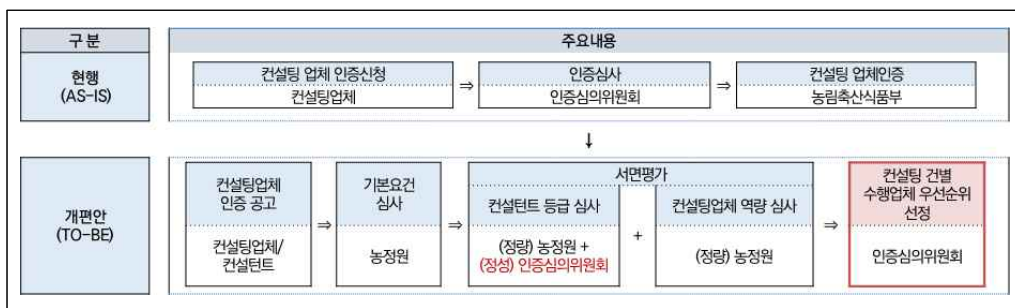 구 분
주요내용
현행
(AS-IS)
컨설팅 업체 인증신청
컨설팅업체
⇒
인증심사
인증심의위원회
⇒
컨설팅 업체인증
농림축산식품부
↓
개편안
(TO-BE)
컨설팅업체
인증 공고
컨설팅업체/
컨설턴트
⇒
기본요건
심사
농정원
⇒
서면평가
컨설턴트 등급 심사
(정량) 농정원 +
(정성) 인증심의위원회
+
컨설팅업체 역량 심사
(정량) 농정원
⇒
컨설팅 건별
수행업체 우선순위
선정
인증심의위원회